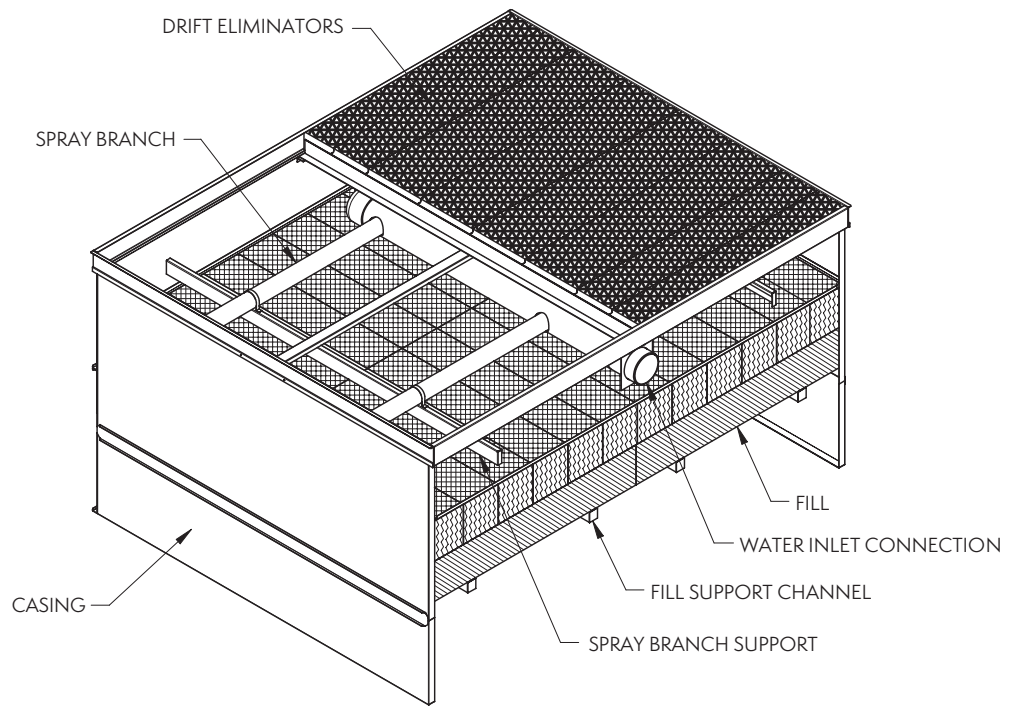 DRIFT ELIMINATORS
SPRAY BRANCH
FILL
WATER INLET CONNECTION
FILL SUPPORT CHANNEL
CASING
SPRAY BRANCH SUPPORT